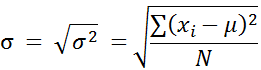 σ = √σ² = √(∑(xᵢ − μ)² / N)